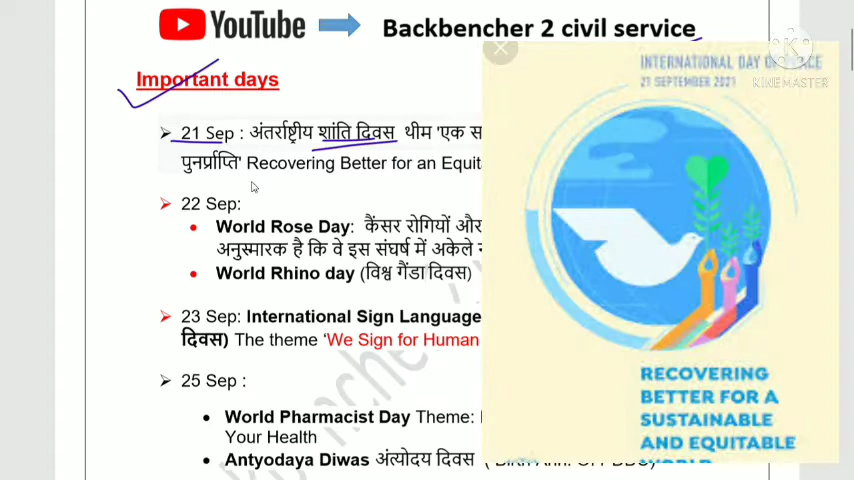 YouTube Backbencher 2 civil service
Important days
21 Sep : अंतर्राष्ट्रीय शांति दिवस थीम 'एक
पुनर्प्राप्ति' Recovering Better for an
22 Sep:
World Rose Day: कैंसर रोगियों और
अनुस्मारक है कि वे इस संघर्ष में अकेले
World Rhino day (विश्व गैंडा दिवस)
23 Sep: International Sign Language
दिवस) The theme 'We Sign for Human
25 Sep :
World Pharmacist Day Theme:
Your Health
Antyodaya Diwas अंत्योदय दिवस
INTERNATIONAL DAY OF
21 SEPTEMBER 2021
KINEMASTER
RECOVERING
BETTER FOR A
SUSTAINABLE
AND EQUITABLE